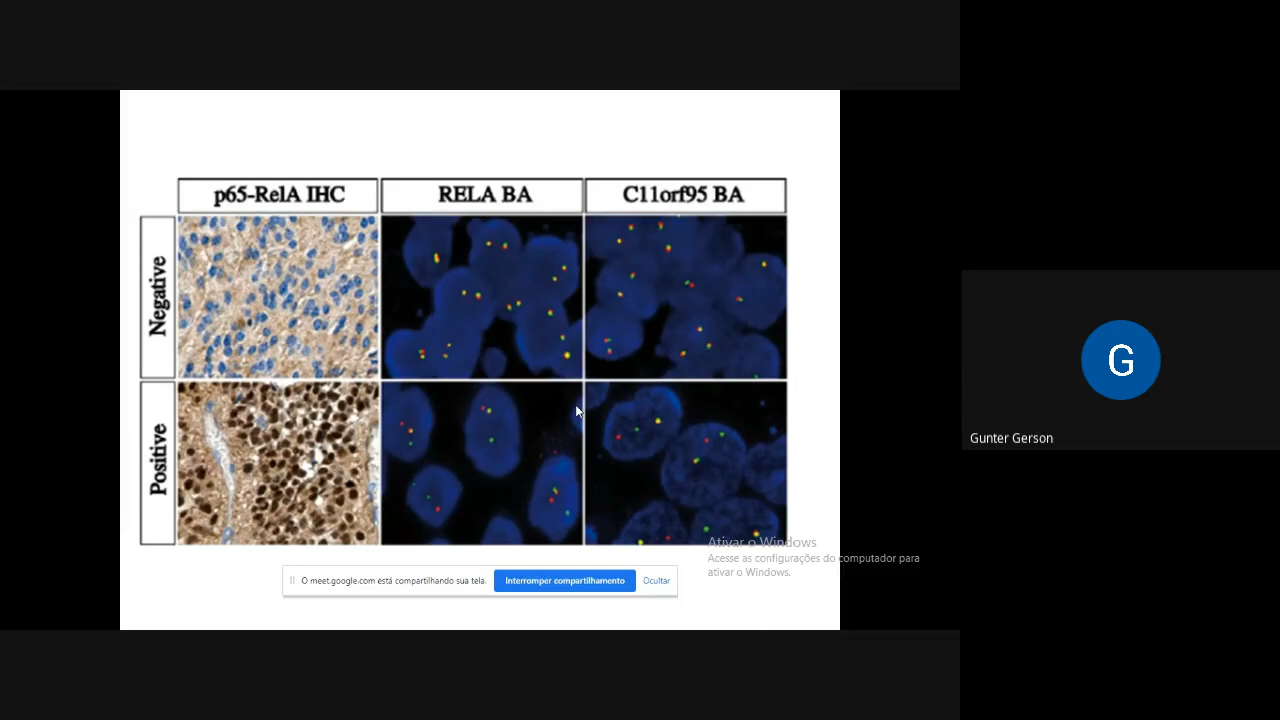 p65-RelA IHC
RELA BA
C11orf95 BA
Negative
Positive
G
Gunter Gerson
Ativar o Windows
Acesse as configurações do computador para
ativar o Windows.
O meet.google.com está compartilhando sua tela.
Interromper compartilhamento
Ocultar